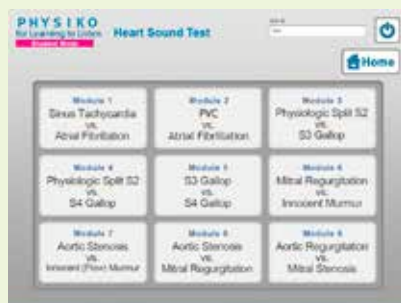 PHYSIKO
for Learning to Listen
Student Mode
Heart Sound Test
Home
Module 1
Sinus Tachycardia
vs.
Atrial Fibrillation
Module 2
PVC
vs.
Atrial Fibrillation
Module 3
Physiologic Split S2
vs.
S3 Gallop
Module 4
Physiologic Split S2
vs.
S4 Gallop
Module 5
S3 Gallop
vs.
S4 Gallop
Module 6
Mitral Regurgitation
vs.
Innocent Murmur
Module 7
Aortic Stenosis
vs.
Innocent (Flow) Murmur
Module 8
Aortic Stenosis
vs.
Mitral Regurgitation
Module 9
Aortic Regurgitation
vs.
Mitral Stenosis